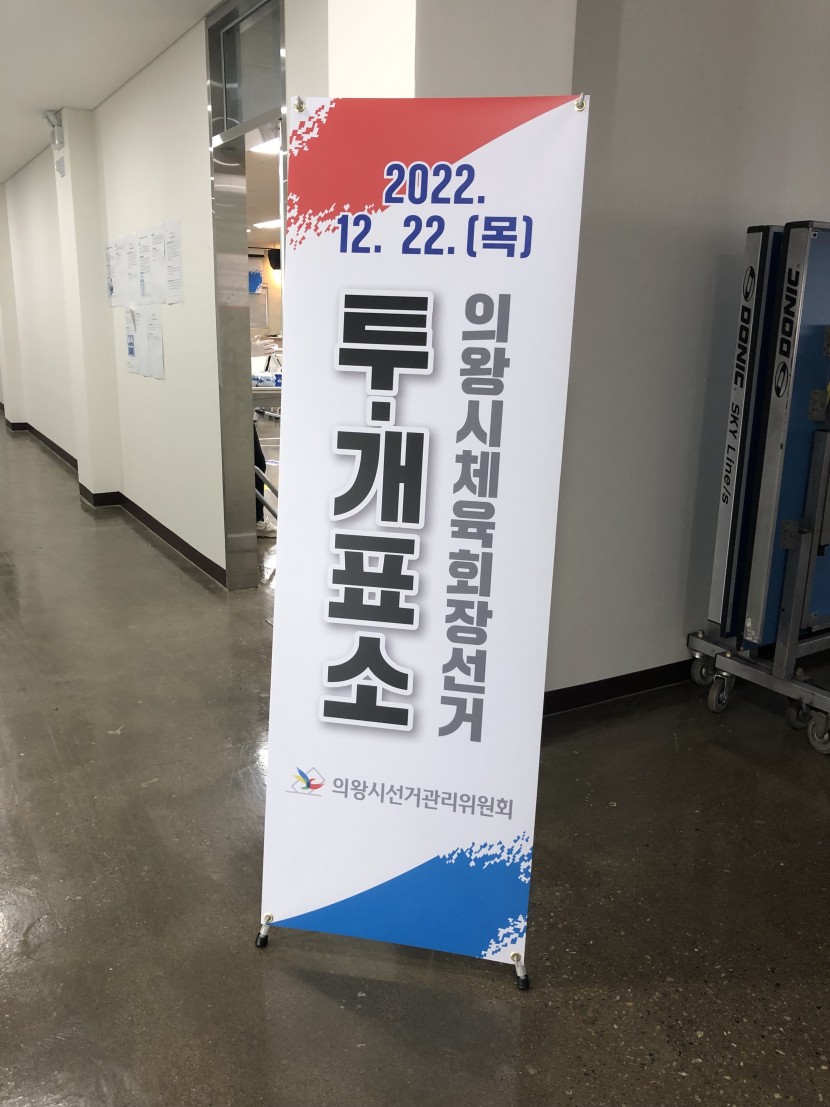 2022.
12. 22. (목)
의왕시체육회장선거
투·개표소
의왕시선거관리위원회
DONIC SKY Line/s
DONIC